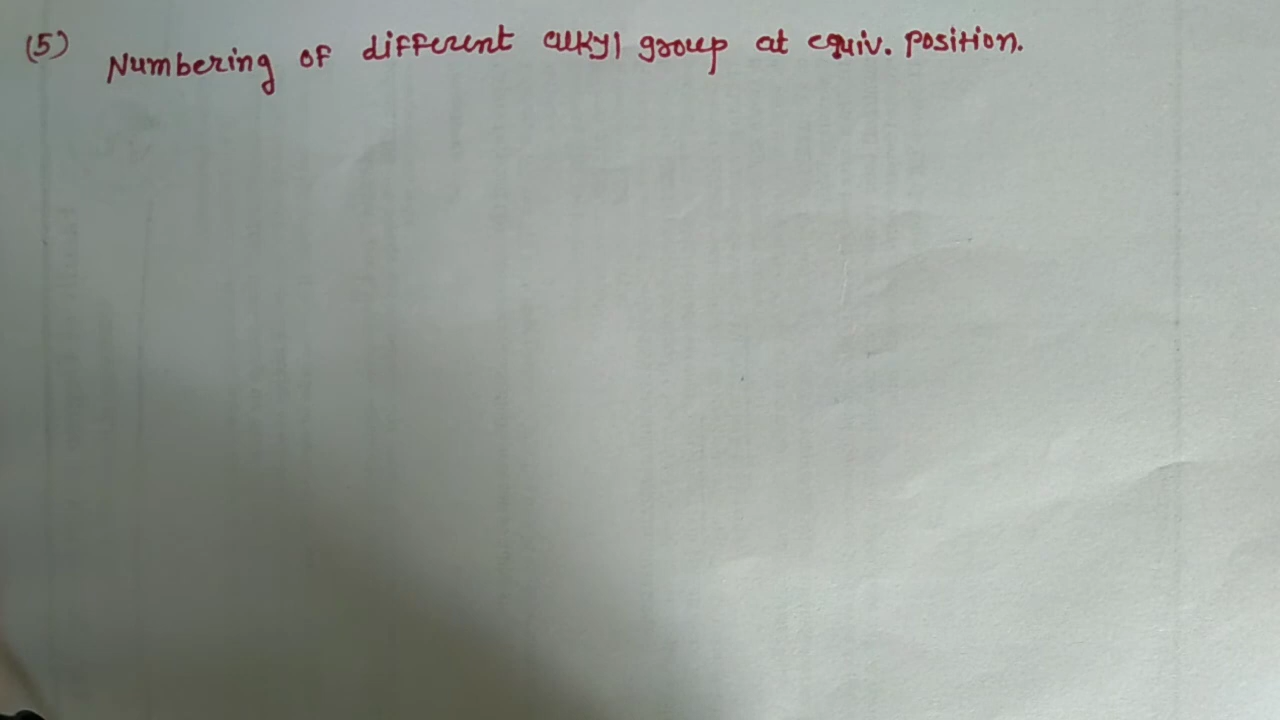 (5) Numbering of different alkyl group at equiv. position.